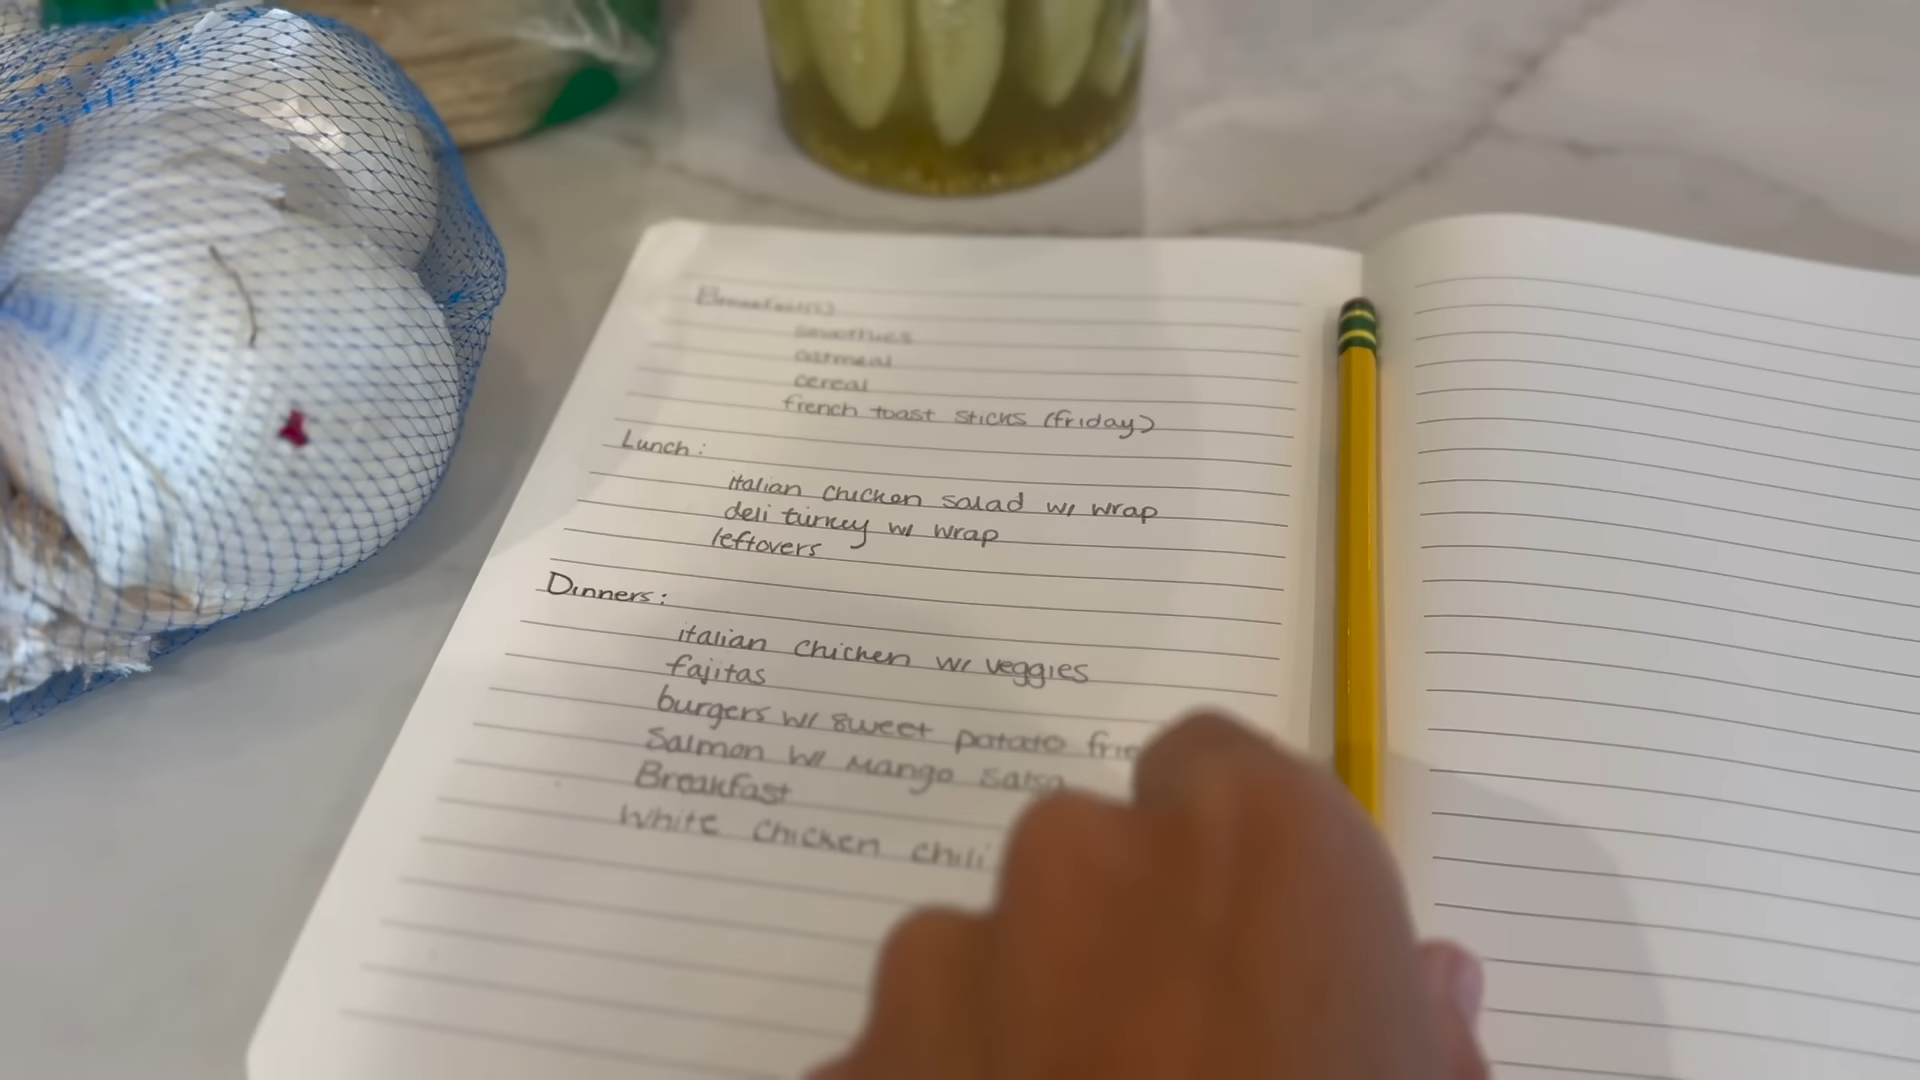 Breakfast(s)
smoothies
oatmeal
cereal
french toast sticks (friday)
Lunch:
italian chicken salad w/ wrap
deli turkey w/ wrap
leftovers
Dinners:
italian chicken w/ veggies
fajitas
burgers w/ sweet potato
Salmon w/ Mango Salsa
Breakfast
White Chicken chili